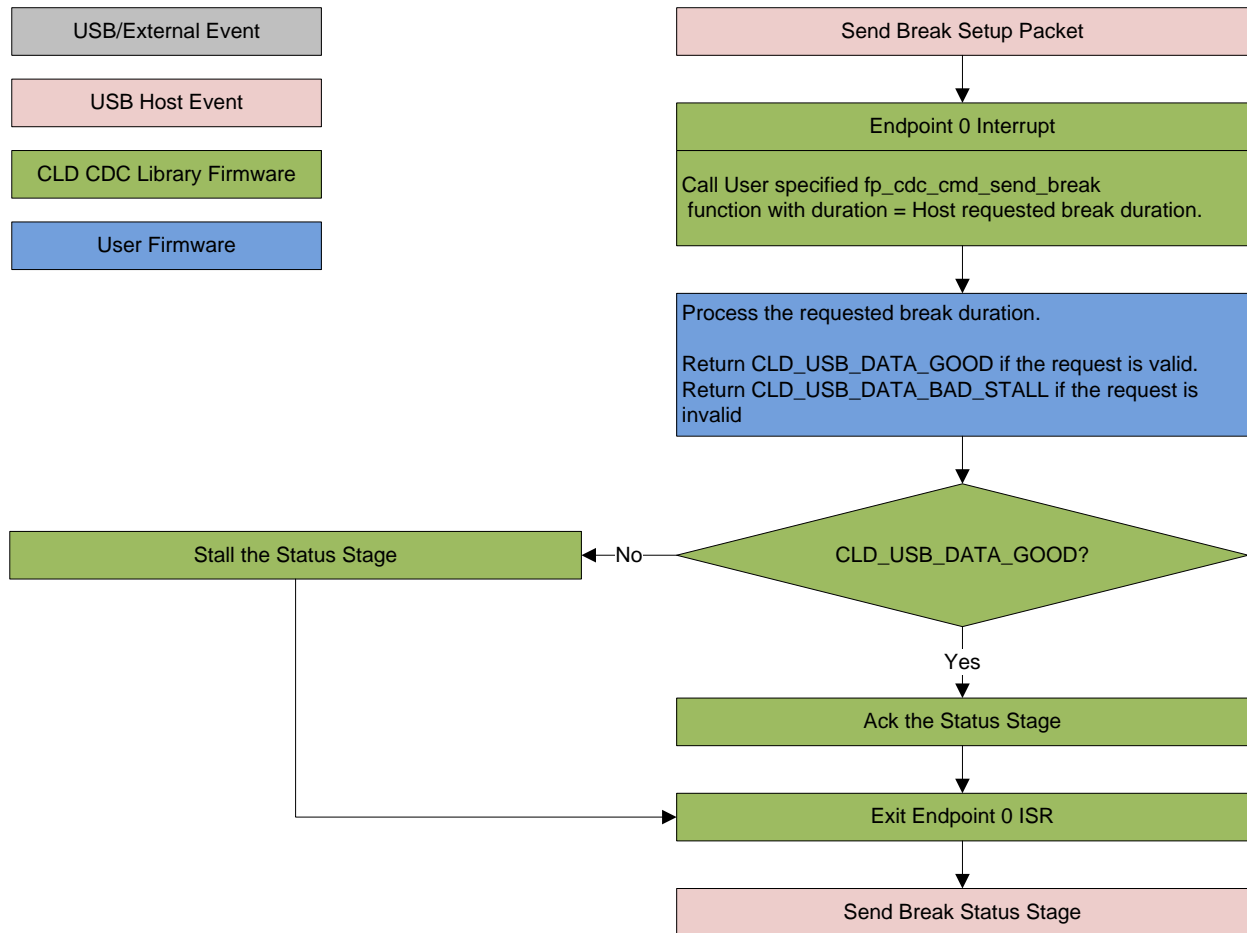 USB/External Event
USB Host Event
CLD CDC Library Firmware
User Firmware
Send Break Setup Packet
Endpoint 0 Interrupt
Call User specified fp_cdc_cmd_send_break
function with duration = Host requested break duration.
Process the requested break duration.
Return CLD_USB_DATA_GOOD if the request is valid.
Return CLD_USB_DATA_BAD_STALL if the request is
invalid
CLD_USB_DATA_GOOD?
No
Stall the Status Stage
Yes
Ack the Status Stage
Exit Endpoint 0 ISR
Send Break Status Stage